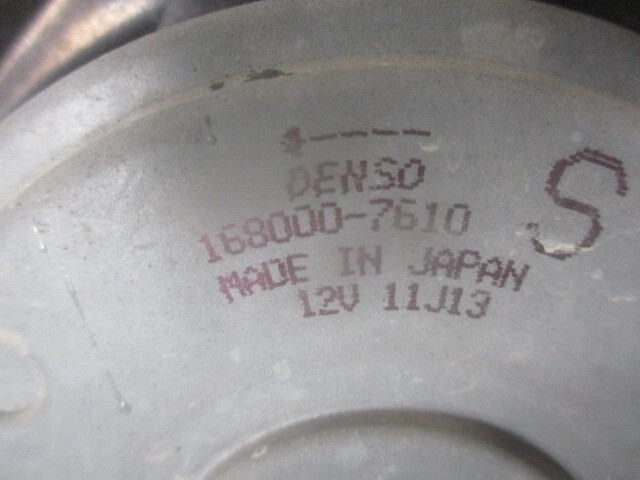 ←----
DENSO
168000-7610
MADE IN JAPAN
12V 11J13
S